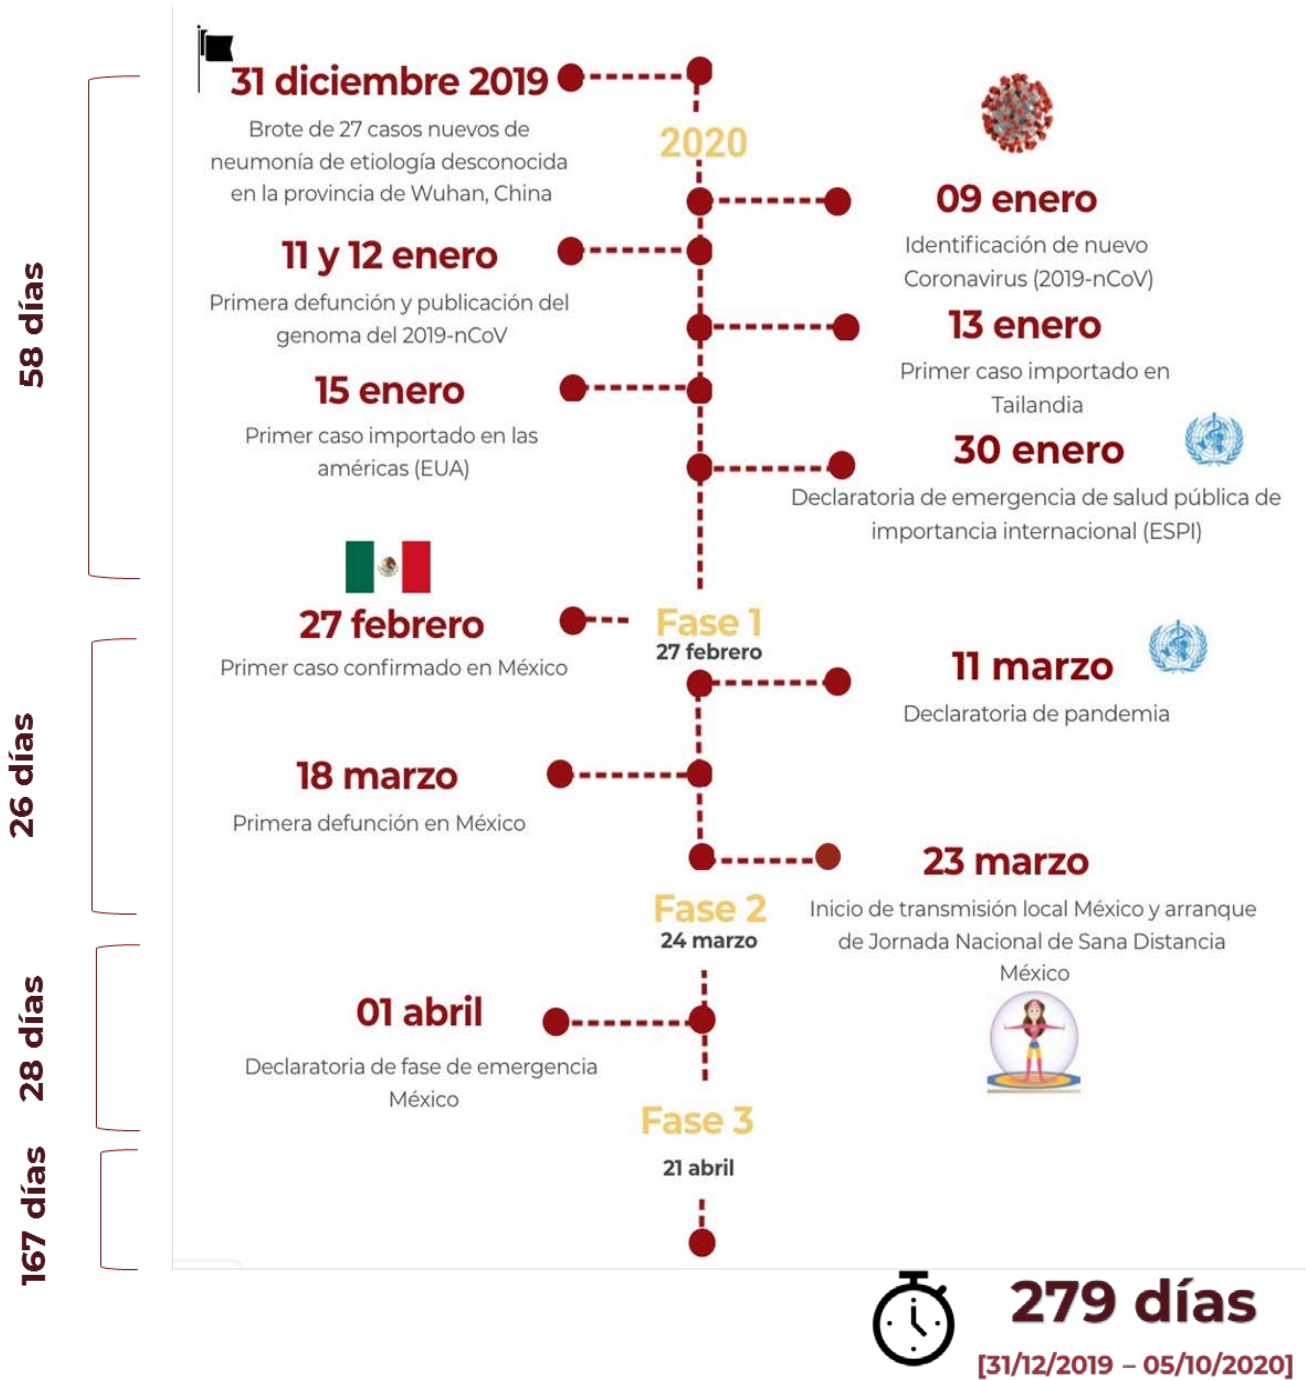 31 diciembre 2019
Brote de 27 casos nuevos de
neumonía de etiología desconocida
en la provincia de Wuhan, China
2020
09 enero
Identificación de nuevo
Coronavirus (2019-nCoV)
11 y 12 enero
Primera defunción y publicación del
genoma del 2019-nCoV
13 enero
Primer caso importado en
Tailandia
15 enero
Primer caso importado en las
américas (EUA)
30 enero
Declaratoria de emergencia de salud pública de
importancia internacional (ESPI)
58 días
27 febrero
Primer caso confirmado en México
Fase 1
27 febrero
11 marzo
Declaratoria de pandemia
18 marzo
Primera defunción en México
23 marzo
Inicio de transmisión local México y arranque
de Jornada Nacional de Sana Distancia
México
26 días
Fase 2
24 marzo
01 abril
Declaratoria de fase de emergencia
México
28 días
Fase 3
21 abril
167 días
279 días
[31/12/2019 – 05/10/2020]